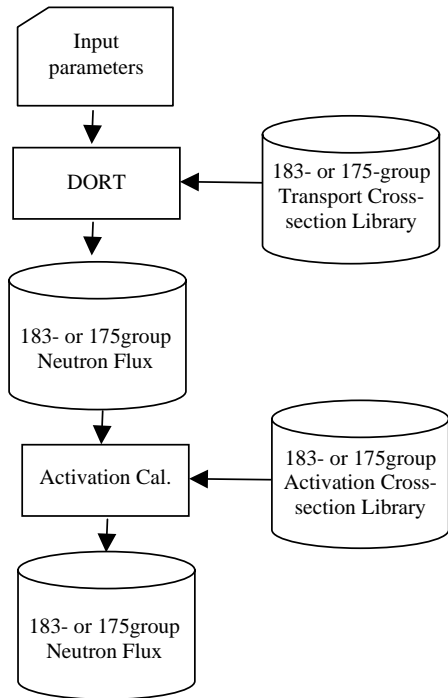 Input
parameters
DORT
183- or 175-group
Transport Cross-
section Library
183- or 175group
Neutron Flux
Activation Cal.
183- or 175group
Activation Cross-
section Library
183- or 175group
Neutron Flux